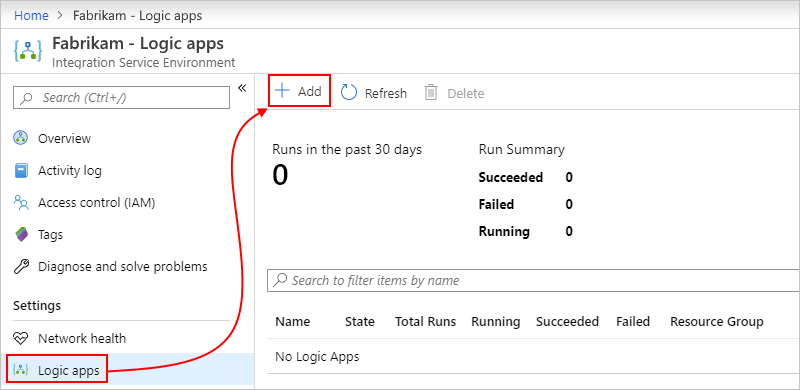 Home > Fabrikam - Logic apps
Fabrikam - Logic apps
Integration Service Environment
Search (Ctrl+/)
Overview
Activity log
Access control (IAM)
Tags
Diagnose and solve problems
Settings
Network health
Logic apps
Add Refresh Delete
Runs in the past 30 days
0
Run Summary
Succeeded 0
Failed 0
Running 0
Search to filter items by name
Name State Total Runs Running Succeeded Failed Resource Group
No Logic Apps